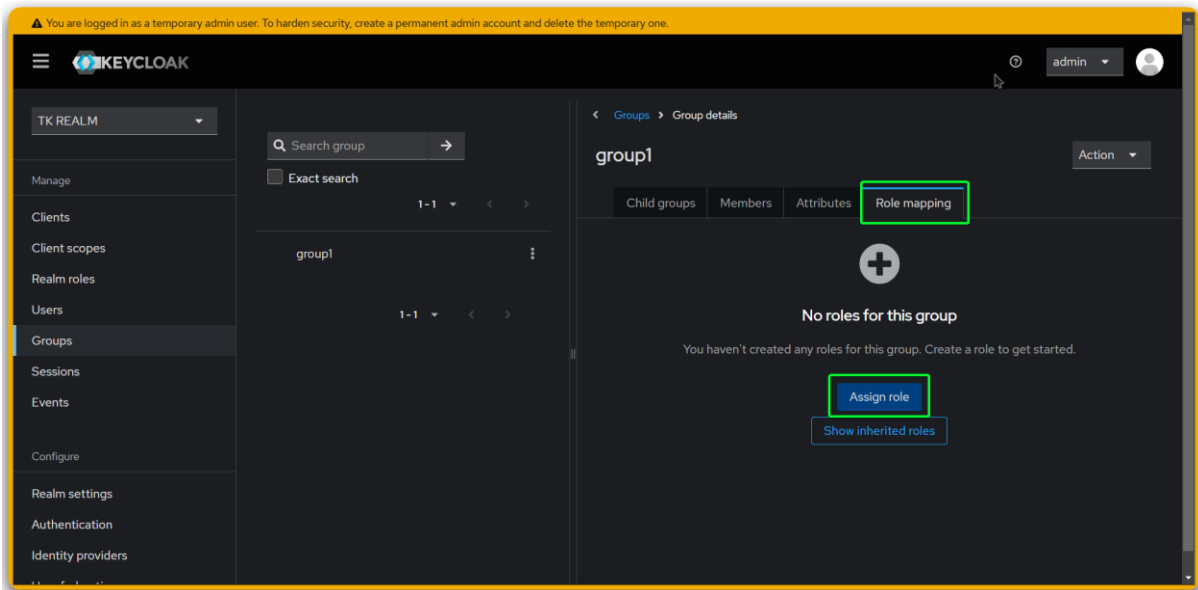 You are logged in as a temporary admin user. To harden security, create a permanent admin account and delete the temporary one.
KEYCLOAK
admin
TK REALM
Manage
Clients
Client scopes
Realm roles
Users
Groups
Sessions
Events
Configure
Realm settings
Authentication
Identity providers
Search group
Exact search
1-1
group1
1-1
Groups > Group details
group1
Action
Child groups Members Attributes Role mapping
No roles for this group
You haven't created any roles for this group. Create a role to get started.
Assign role
Show inherited roles